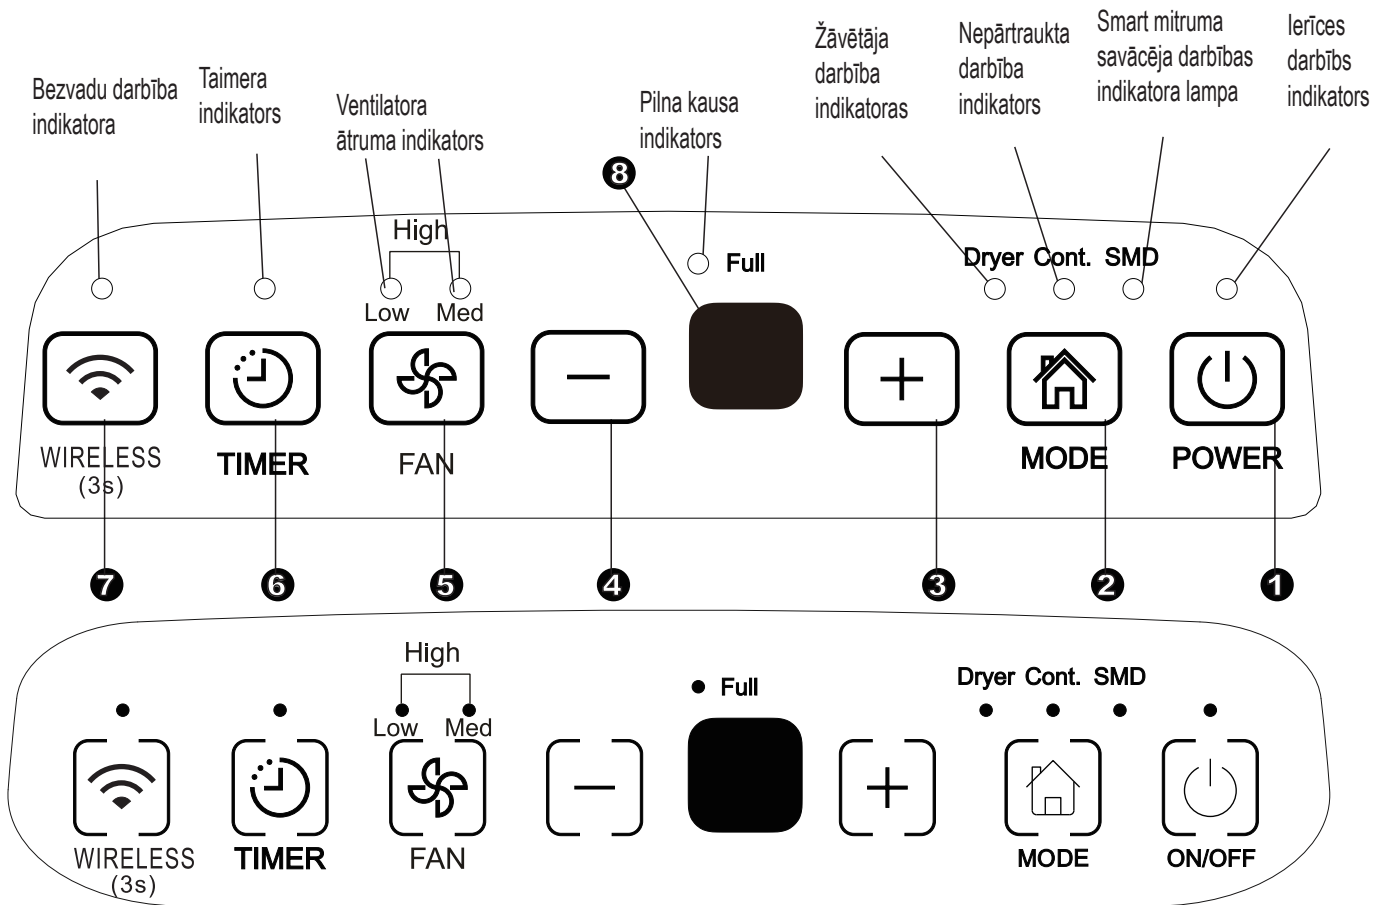 Bezvadu darbība
indikatora
Taimera
indikators
Ventilatora
ātruma indikators
Pilna kausa
indikators
Žāvētāja
darbība
indikatoras
Nepārtraukta
darbība
indikators
Smart mitruma
savācēja darbības
indikatora lampa
Ierīces
darbībs
indikators
8
High
Low Med
Full
Dryer Cont. SMD
WIRELESS
(3s)
TIMER
FAN
MODE
POWER
7 6 5 4 3 2 1
High
Low Med
Full
Dryer Cont. SMD
WIRELESS
(3s)
TIMER
FAN
MODE
ON/OFF